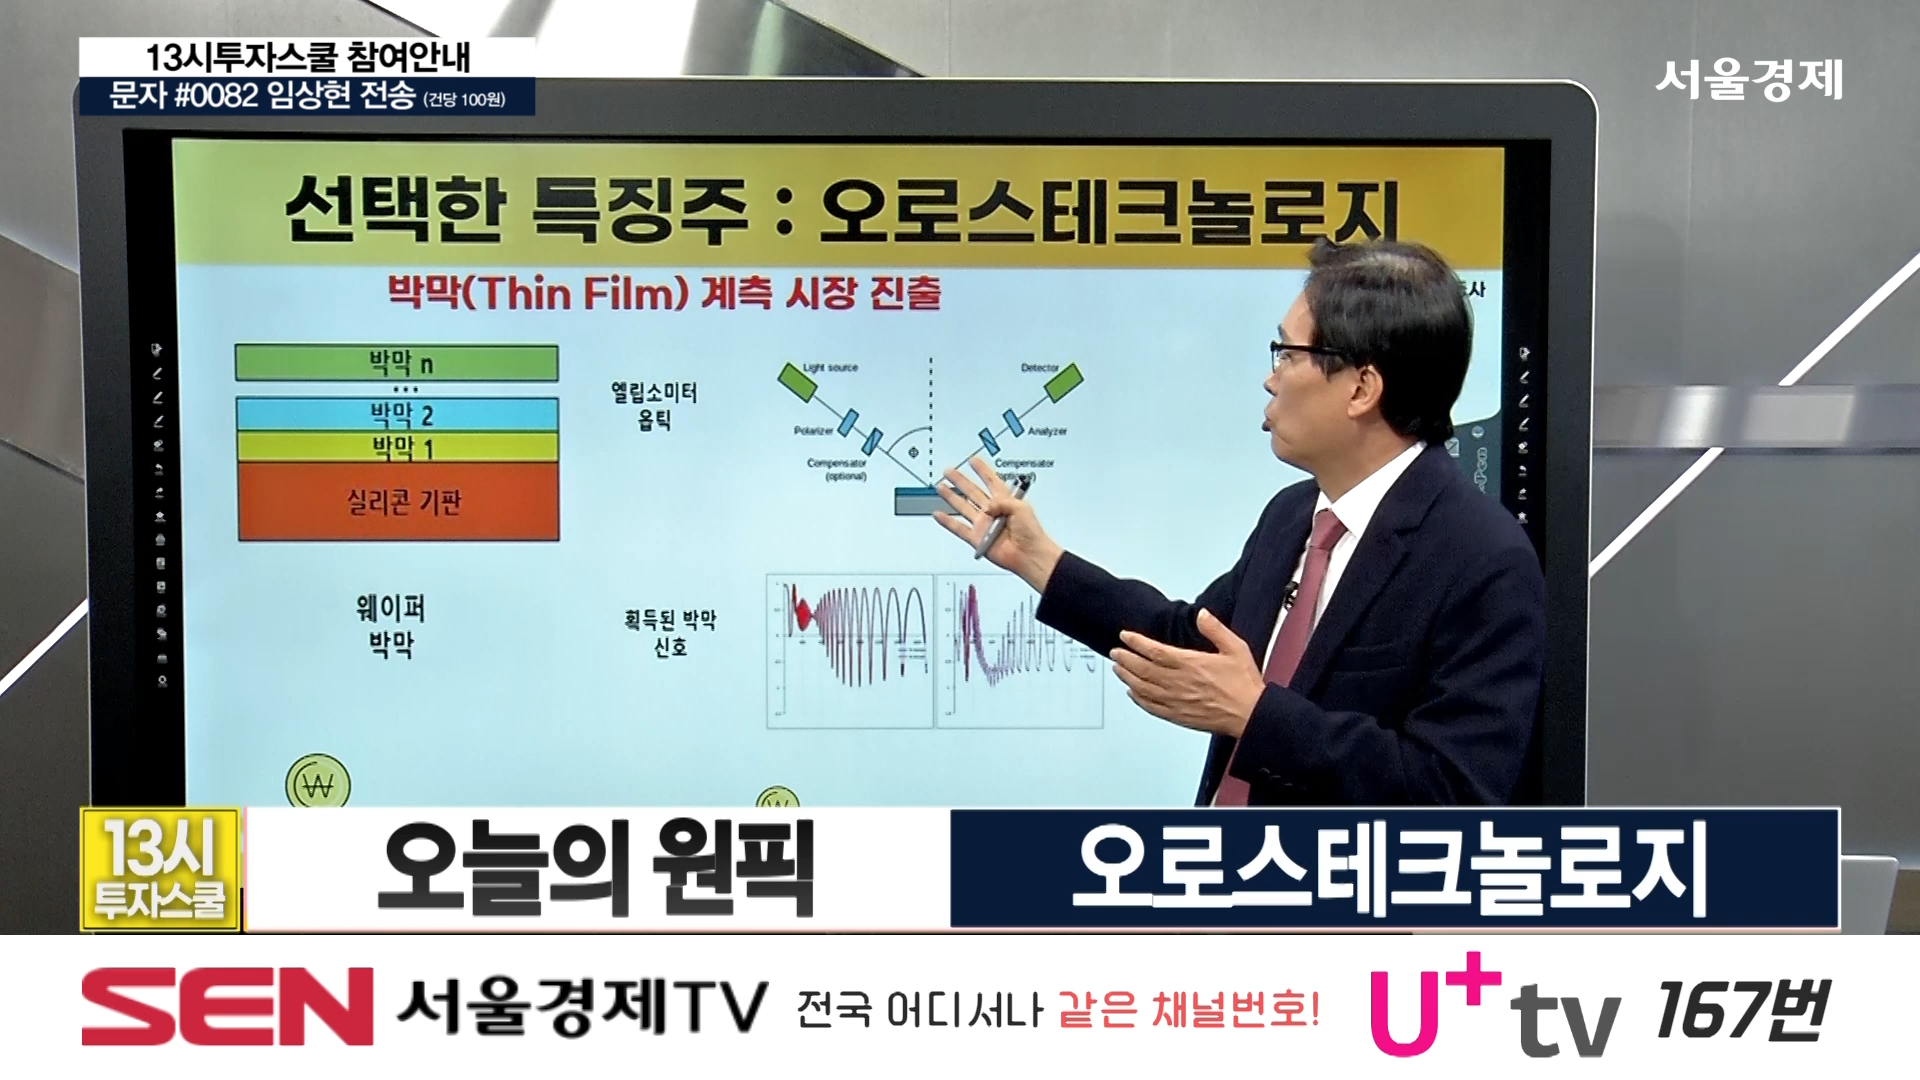 13시투자스쿨 참여안내
문자 #0082 임상현 전송 (건당 100원)
서울경제
선택한 특징주 : 오로스테크놀로지
박막(Thin Film) 계측 시장 진출
박막 n
...
박막 2
박막 1
실리콘 기판
엘립소미터
옵틱
Light source
Detector
Polarizer
Analyzer
Compensator
(optional)
Compensator
(optional)
Φ
웨이퍼
박막
획득된 박막
신호
13시
투자스쿨
오늘의 원픽
오로스테크놀로지
SEN 서울경제TV 전국 어디서나 같은 채널번호! U+tv 167번